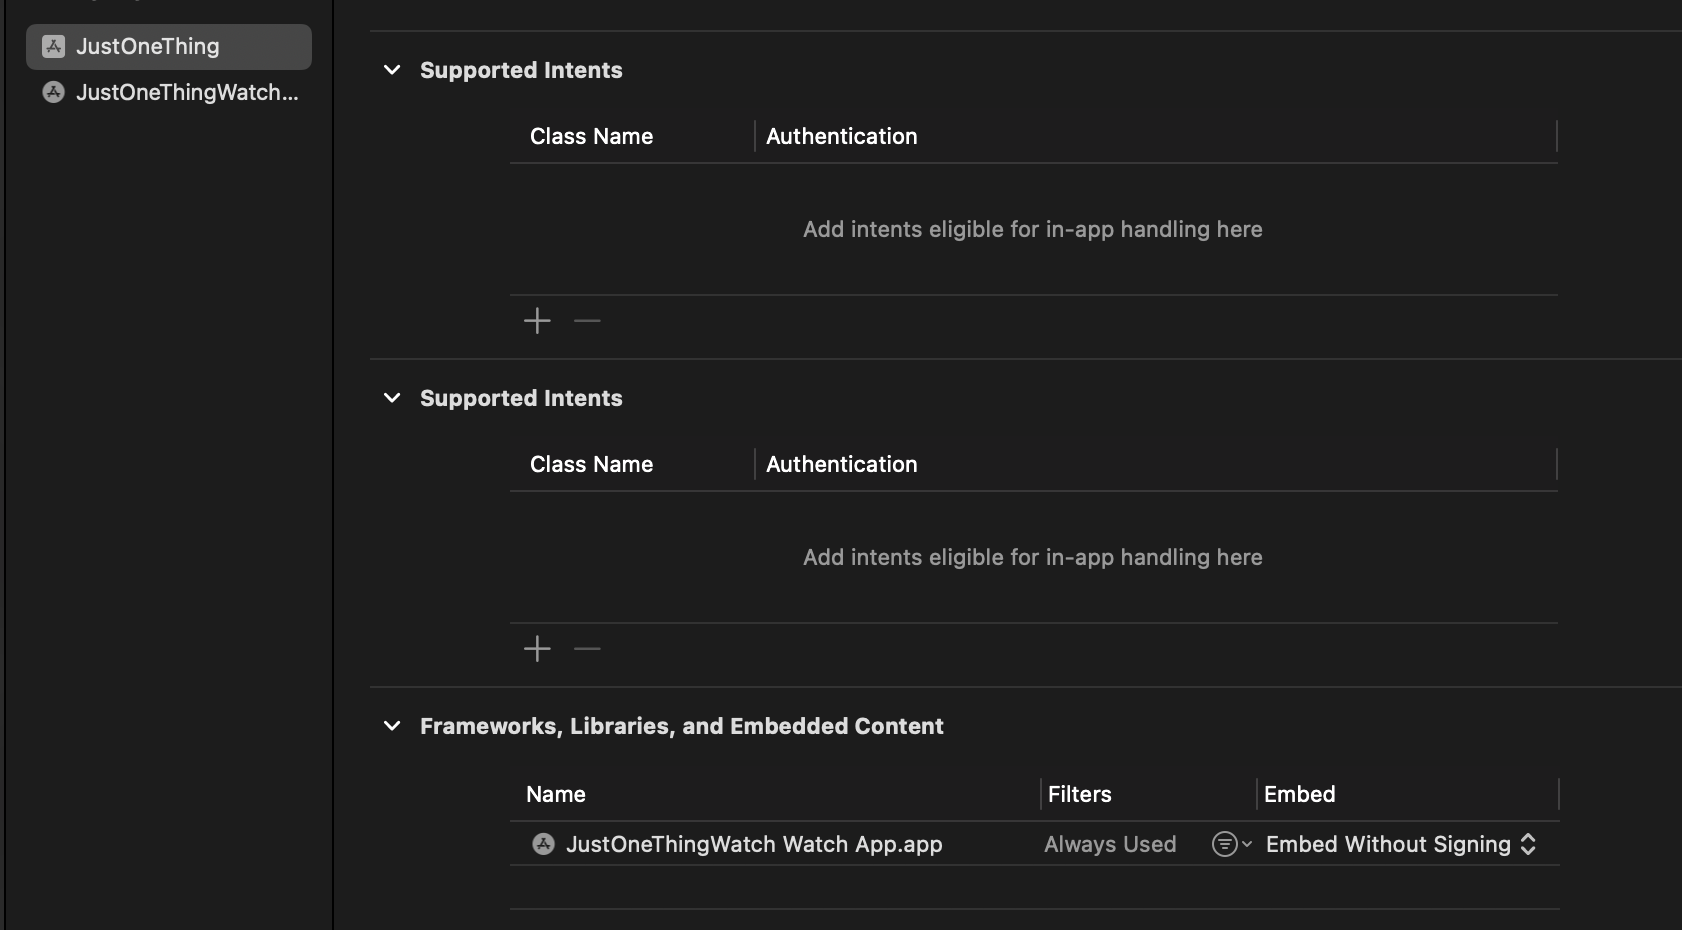 JustOneThing
JustOneThingWatch...
Supported Intents
Class Name Authentication
Add intents eligible for in-app handling here
Supported Intents
Class Name Authentication
Add intents eligible for in-app handling here
Frameworks, Libraries, and Embedded Content
Name Filters Embed
JustOneThingWatch Watch App.app Always Used Embed Without Signing